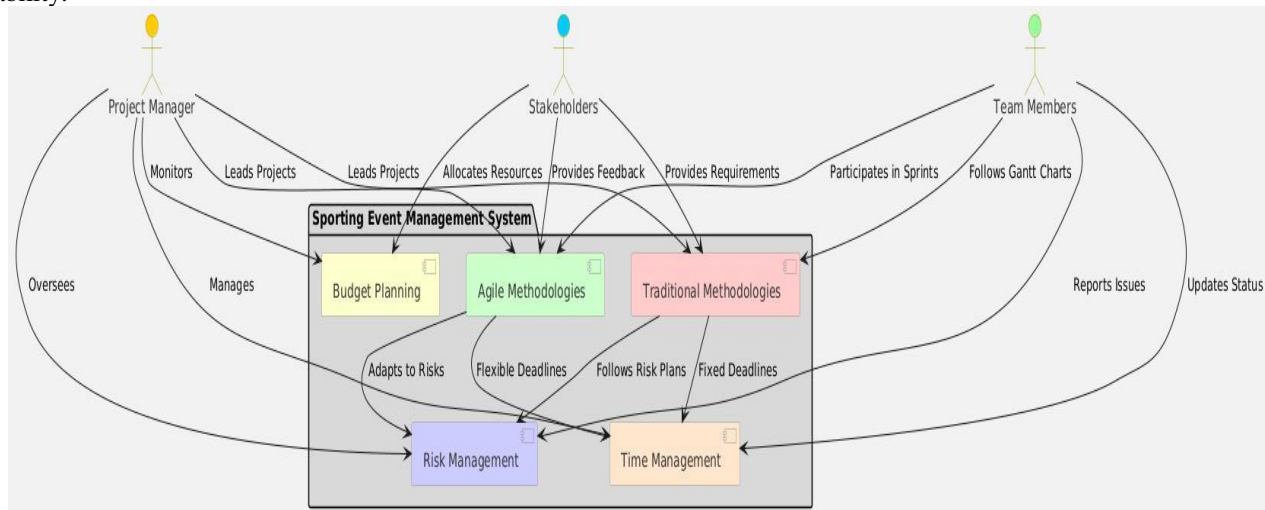 Project Manager
Stakeholders
Team Members
Monitors
Leads Projects
Leads Projects
Allocates Resources
Provides Feedback
Provides Requirements
Participates in Sprints
Follows Gantt Charts
Sporting Event Management System
Budget Planning
Agile Methodologies
Traditional Methodologies
Oversees
Manages
Reports Issues
Updates Status
Adapts to Risks
Flexible Deadlines
Follows Risk Plans
Fixed Deadlines
Risk Management
Time Management